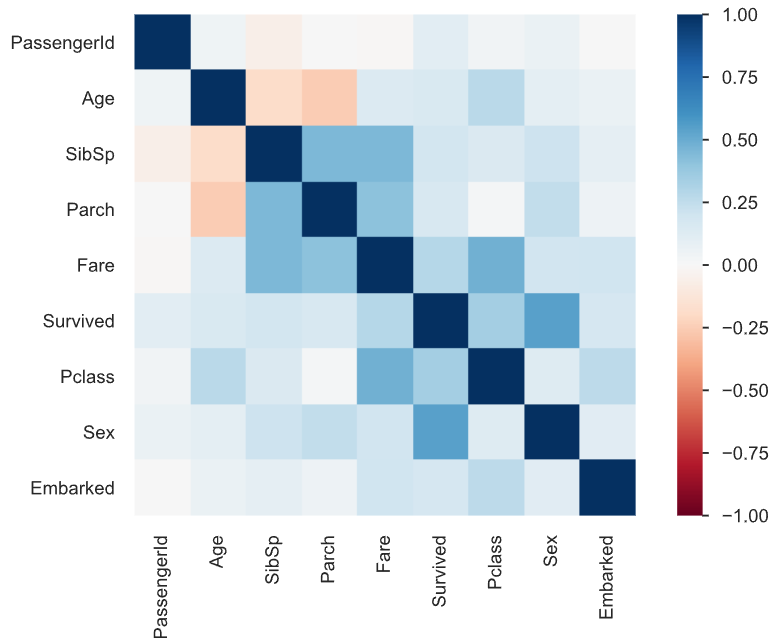 PassengerId
Age
SibSp
Parch
Fare
Survived
Pclass
Sex
Embarked
PassengerId
Age
SibSp
Parch
Fare
Survived
Pclass
Sex
Embarked
1.00
0.75
0.50
0.25
0.00
−0.25
−0.50
−0.75
−1.00